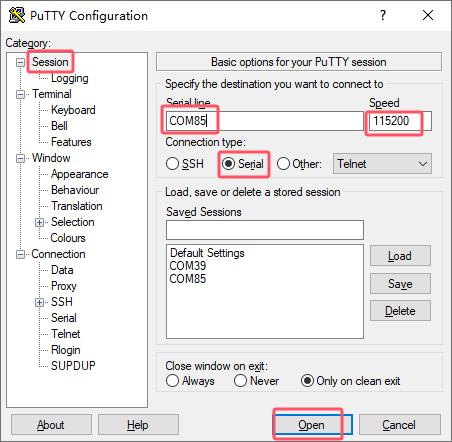 PuTTY Configuration
?
×
Category:
Session
Logging
Terminal
Keyboard
Bell
Features
Window
Appearance
Behaviour
Translation
Selection
Colours
Connection
Data
Proxy
SSH
Serial
Telnet
Rlogin
SUPDUP
Basic options for your PuTTY session
Specify the destination you want to connect to
Serial line Speed
COM85 115200
Connection type:
SSH Serial Other: Telnet
Load, save or delete a stored session
Saved Sessions
Default Settings
COM39
COM85
Load
Save
Delete
Close window on exit:
Always Never Only on clean exit
About Help Open Cancel